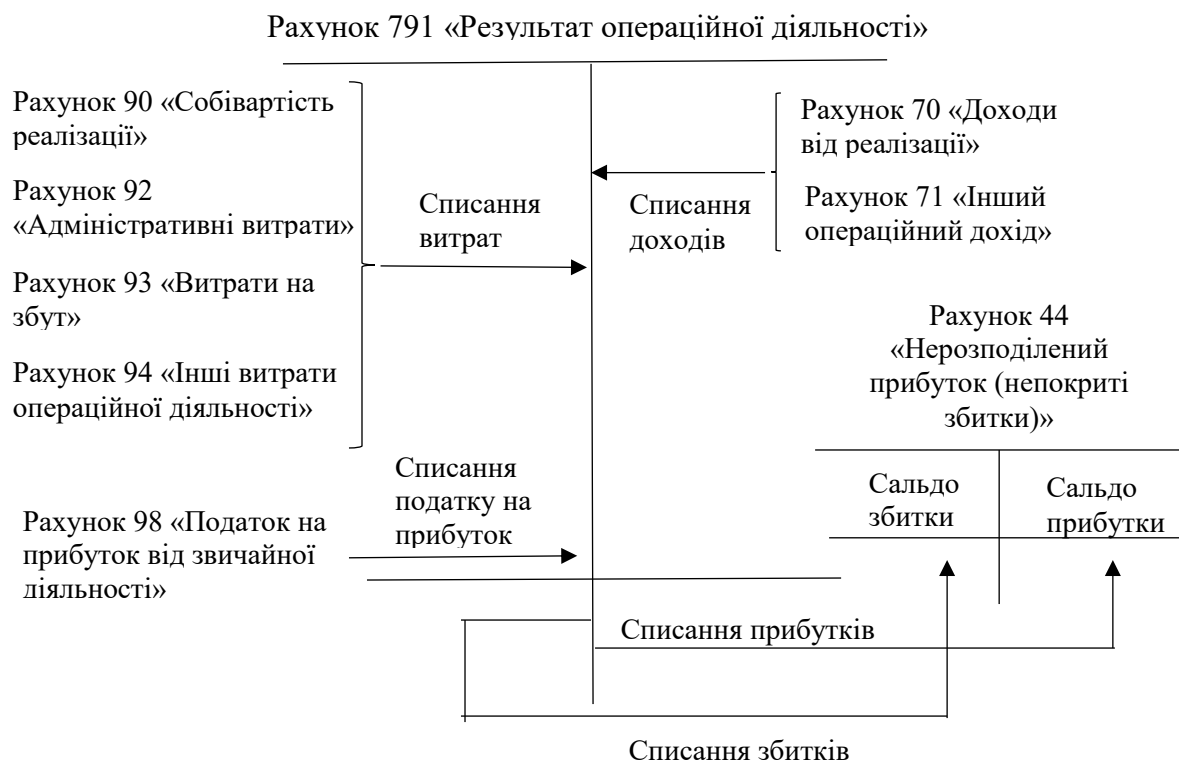 Рахунок 791 «Результат операційної діяльності»
Рахунок 90 «Собівартість
реалізації»
Рахунок 92
«Адміністративні витрати»
Рахунок 93 «Витрати на
збут»
Рахунок 94 «Інші витрати
операційної діяльності»
Списання
витрат
Списання
доходів
Рахунок 70 «Доходи
від реалізації»
Рахунок 71 «Інший
операційний дохід»
Рахунок 44
«Нерозподілений
прибуток (непокриті
збитки)»
Сальдо
збитки
Сальдо
прибутки
Рахунок 98 «Податок на
прибуток від звичайної
діяльності»
Списання
податку на
прибуток
Списання прибутків
Списання збитків